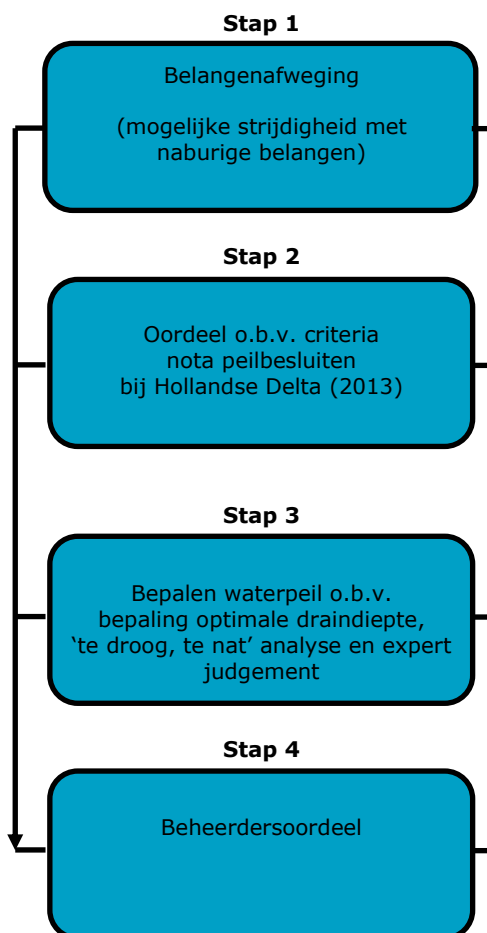 Stap 1
Belangenafweging
(mogelijke strijdigheid met
naburige belangen)
Stap 2
Oordeel o.b.v. criteria
nota peilbesluiten
bij Hollandse Delta (2013)
Stap 3
Bepalen waterpeil o.b.v.
bepaling optimale draindiepte,
‘te droog, te nat’ analyse en expert
judgement
Stap 4
Beheerdersoordeel